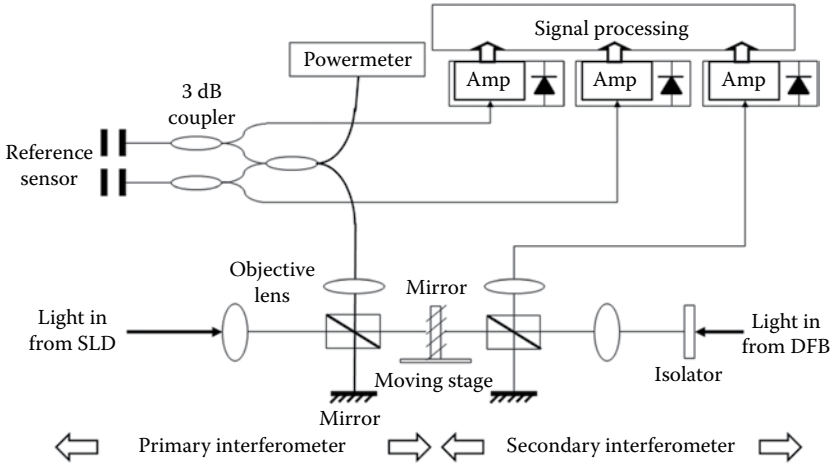 Signal processing
Powermeter
Amp
Amp
Amp
3 dB
coupler
Reference
sensor
Objective
lens
Mirror
Light in
from SLD
Light in
from DFB
Moving stage
Isolator
Mirror
Primary interferometer
Secondary interferometer